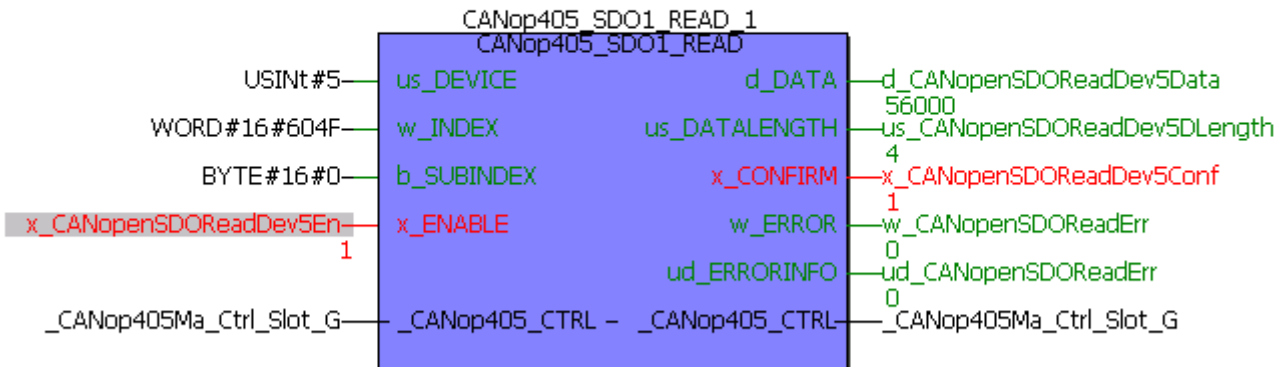 CANop405_SDO1_READ_1
CANop405_SDO1_READ
USINt#5 us_DEVICE d_DATA d_CANopenSDOReadDev5Data
56000
WORD#16#604F w_INDEX us_DATALENGTH us_CANopenSDOReadDev5DLength
4
BYTE#16#0 b_SUBINDEX x_CONFIRM x_CANopenSDOReadDev5Conf
1
x_CANopenSDOReadDev5En x_ENABLE w_ERROR w_CANopenSDOReadErr
1 0
ud_ERRORINFO ud_CANopenSDOReadErr
0
_CANop405Ma_Ctrl_Slot_G _CANop405_CTRL – _CANop405_CTRL _CANop405Ma_Ctrl_Slot_G